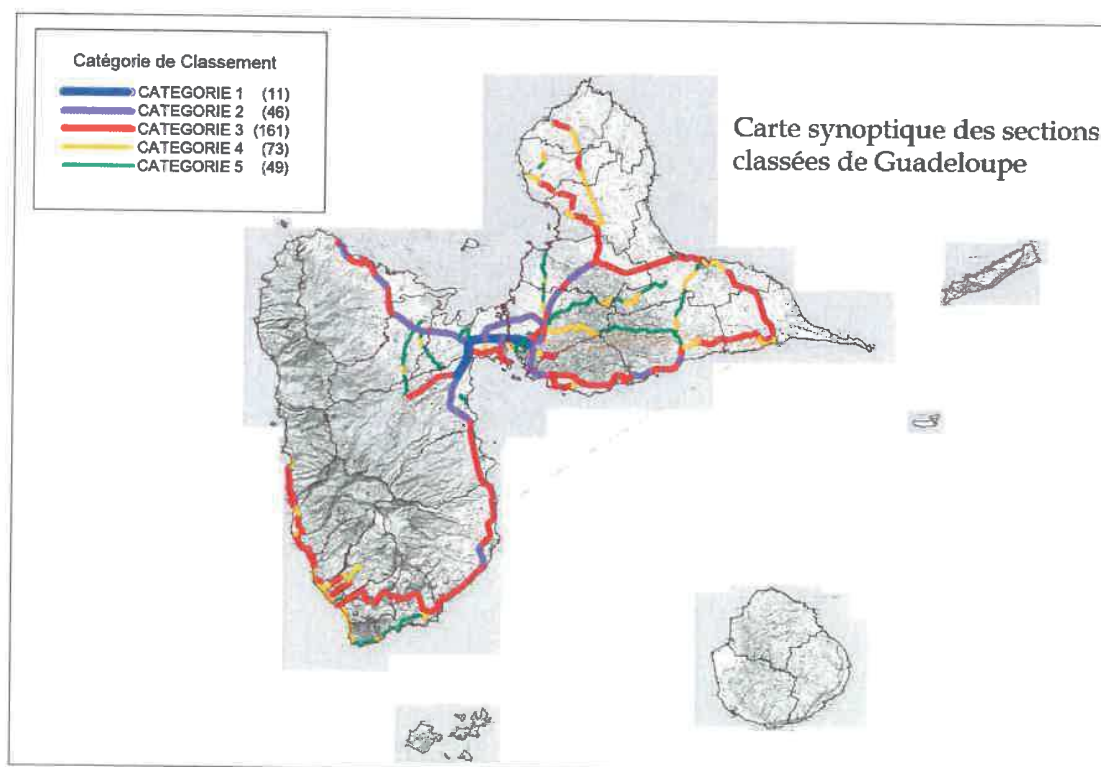 Catégorie de Classement
CATEGORIE 1 (11)
CATEGORIE 2 (46)
CATEGORIE 3 (161)
CATEGORIE 4 (73)
CATEGORIE 5 (49)
Carte synoptique des sections
classées de Guadeloupe